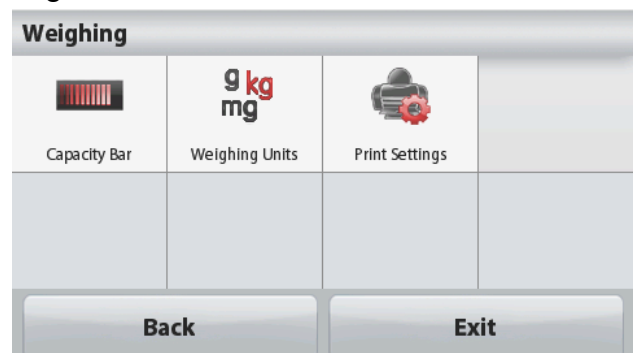 Weighing
g kg
mg
Capacity Bar
Weighing Units
Print Settings
Back
Exit